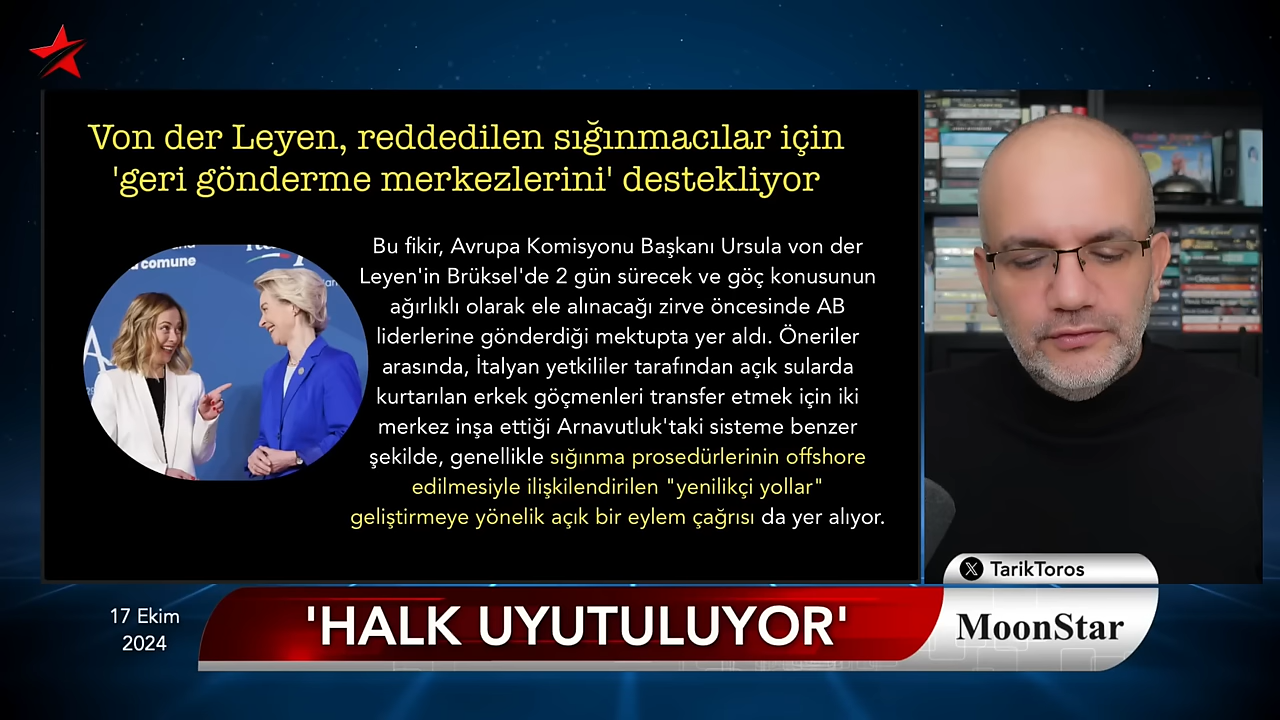 Von der Leyen, reddedilen sığınmacılar için
'geri gönderme merkezlerini' destekliyor
a comune
Bu fikir, Avrupa Komisyonu Başkanı Ursula von der
Leyen'in Brüksel'de 2 gün sürecek ve göç konusunun
ağırlıklı olarak ele alınacağı zirve öncesinde AB
liderlerine gönderdiği mektupta yer aldı. Öneriler
arasında, İtalyan yetkililer tarafından açık sularda
kurtarılan erkek göçmenleri transfer etmek için iki
merkez inşa ettiği Arnavutluk'taki sisteme benzer
şekilde, genellikle sığınma prosedürlerinin offshore
edilmesiyle ilişkilendirilen "yenilikçi yollar"
geliştirmeye yönelik açık bir eylem çağrısı da yer alıyor.
TarikToros
17 Ekim
2024
'HALK UYUTULUYOR'
MoonStar